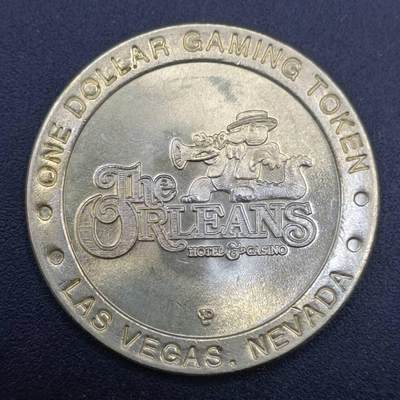 ONE DOLLAR GAMING TOKEN
The
ORLEANS
HOTEL & CASINO
LAS VEGAS, NEVADA